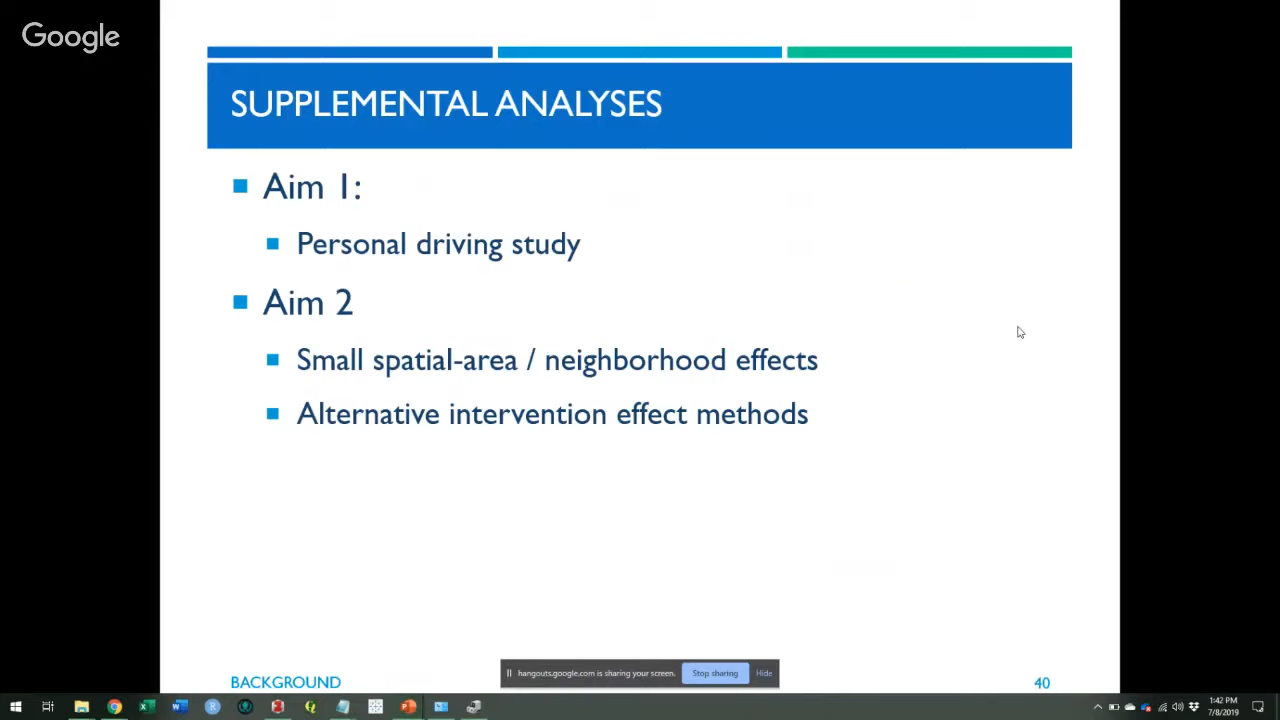 Google
SUPPLEMENTAL ANALYSES
Aim 1:
Personal driving study
Aim 2
Small spatial-area / neighborhood effects
Alternative intervention effect methods
BACKGROUND
40
hangouts.google.com is sharing your screen.
Stop sharing
Hide
1:42 PM
7/8/2019